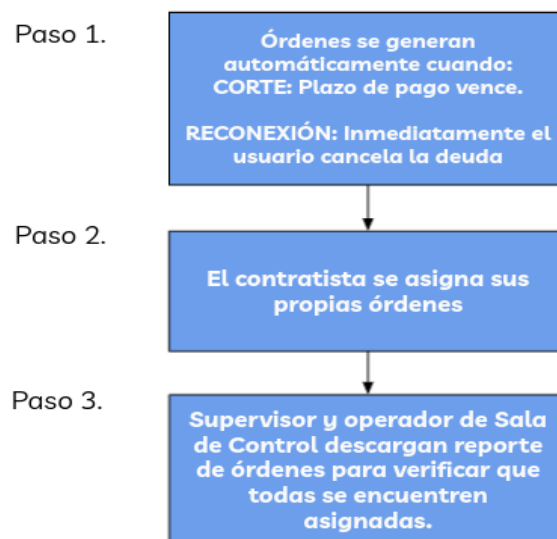 Paso 1.
Órdenes se generan
automáticamente cuando:
CORTE: Plazo de pago vence.
RECONEXIÓN: Inmediatamente el
usuario cancela la deuda
Paso 2.
El contratista se asigna sus
propias órdenes
Paso 3.
Supervisor y operador de Sala
de Control descargan reporte
de órdenes para verificar que
todas se encuentren
asignadas.